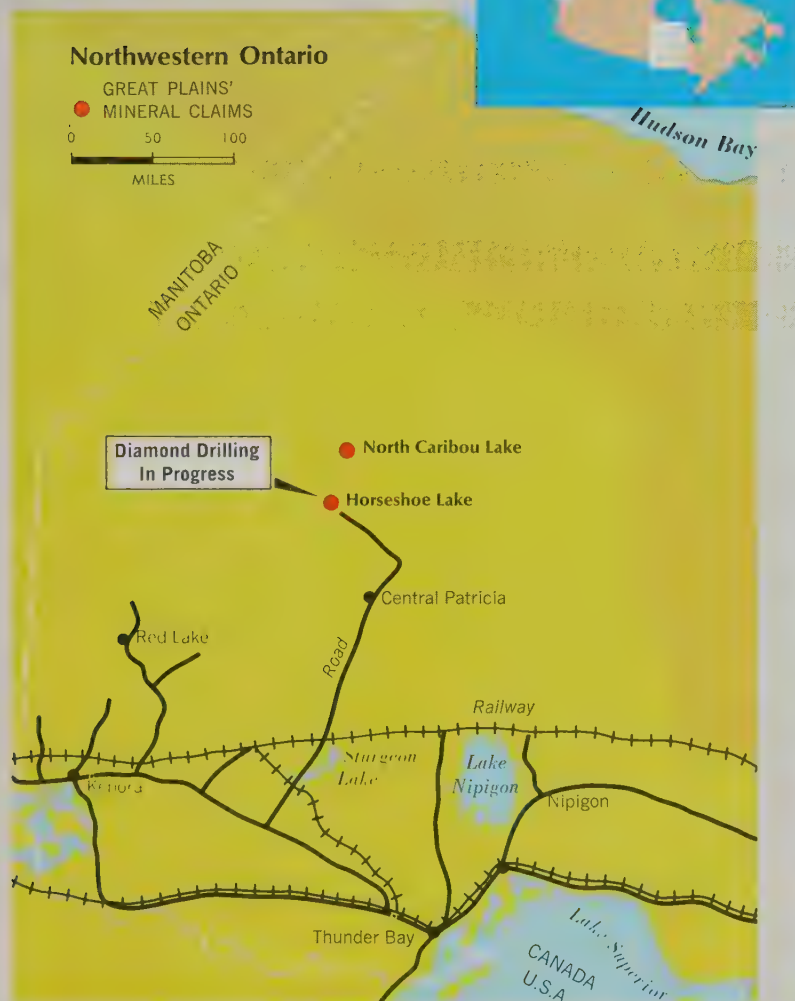 Northwestern Ontario
GREAT PLAINS'
MINERAL CLAIMS
0 50 100
MILES
Hudson Bay
MANITOBA
ONTARIO
Diamond Drilling
In Progress
North Caribou Lake
Horseshoe Lake
Central Patricia
Red Lake
Road
Railway
Sturgeon
Lake
Lake
Nipigon
Kenora
Nipigon
Thunder Bay
Lake Superior
CANADA
U.S.A